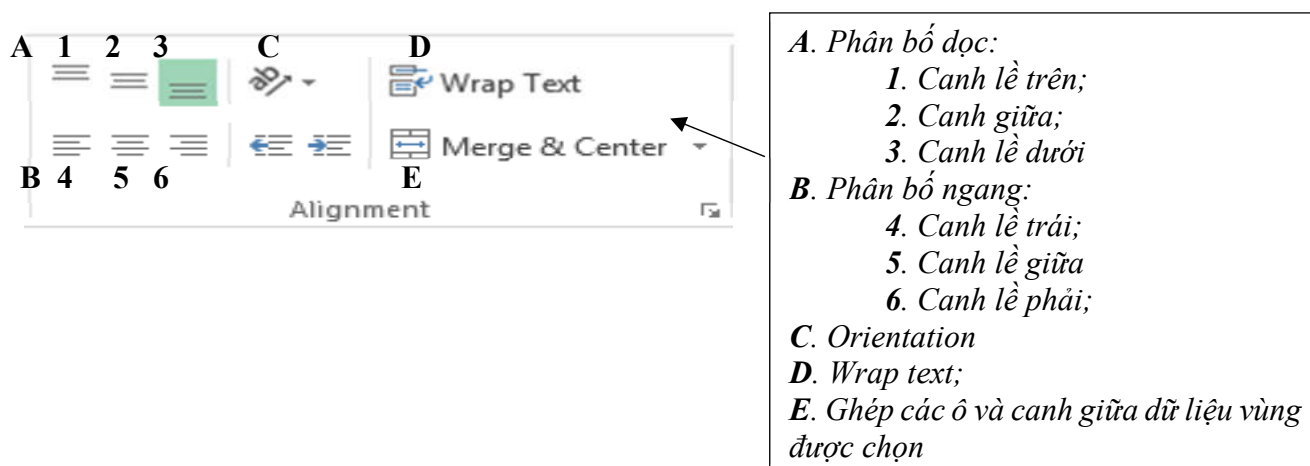 A 1 2 3 C D
Wrap Text
Merge & Center
B 4 5 6 E
Alignment
A. Phân bố dọc:
1. Canh lề trên;
2. Canh giữa;
3. Canh lề dưới
B. Phân bố ngang:
4. Canh lề trái;
5. Canh lề giữa
6. Canh lề phải;
C. Orientation
D. Wrap text;
E. Ghép các ô và canh giữa dữ liệu vùng
được chọn